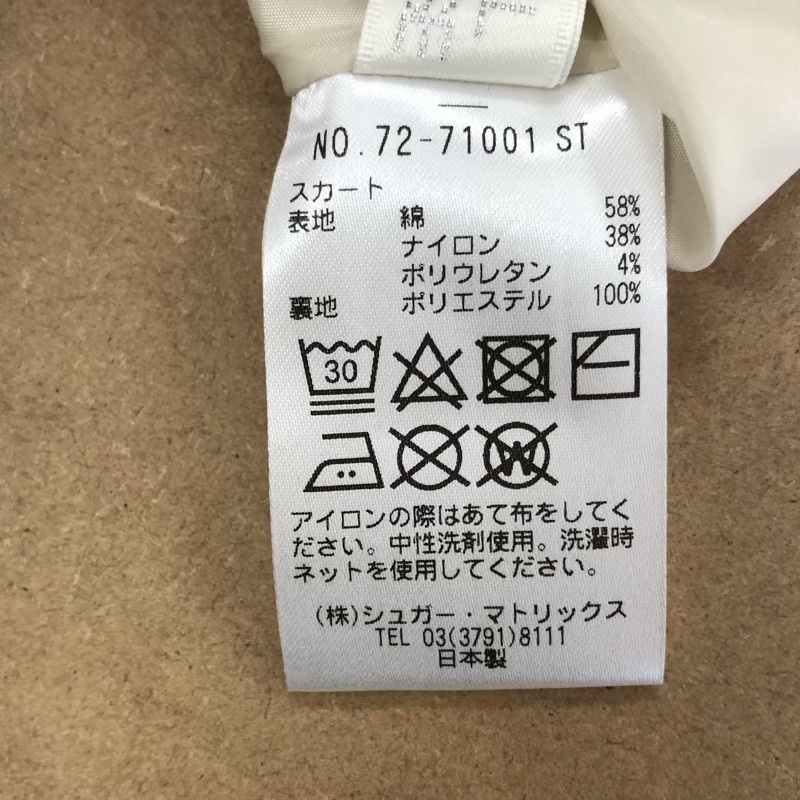 NO.72-71001 ST
スカート
表地 綿 58%
ナイロン 38%
ポリウレタン 4%
裏地 ポリエステル 100%
30
W
アイロンの際はあて布をしてく
ださい。中性洗剤使用。洗濯時
ネットを使用してください。
(株)シュガー・マトリックス
TEL 03(3791)8111
日本製